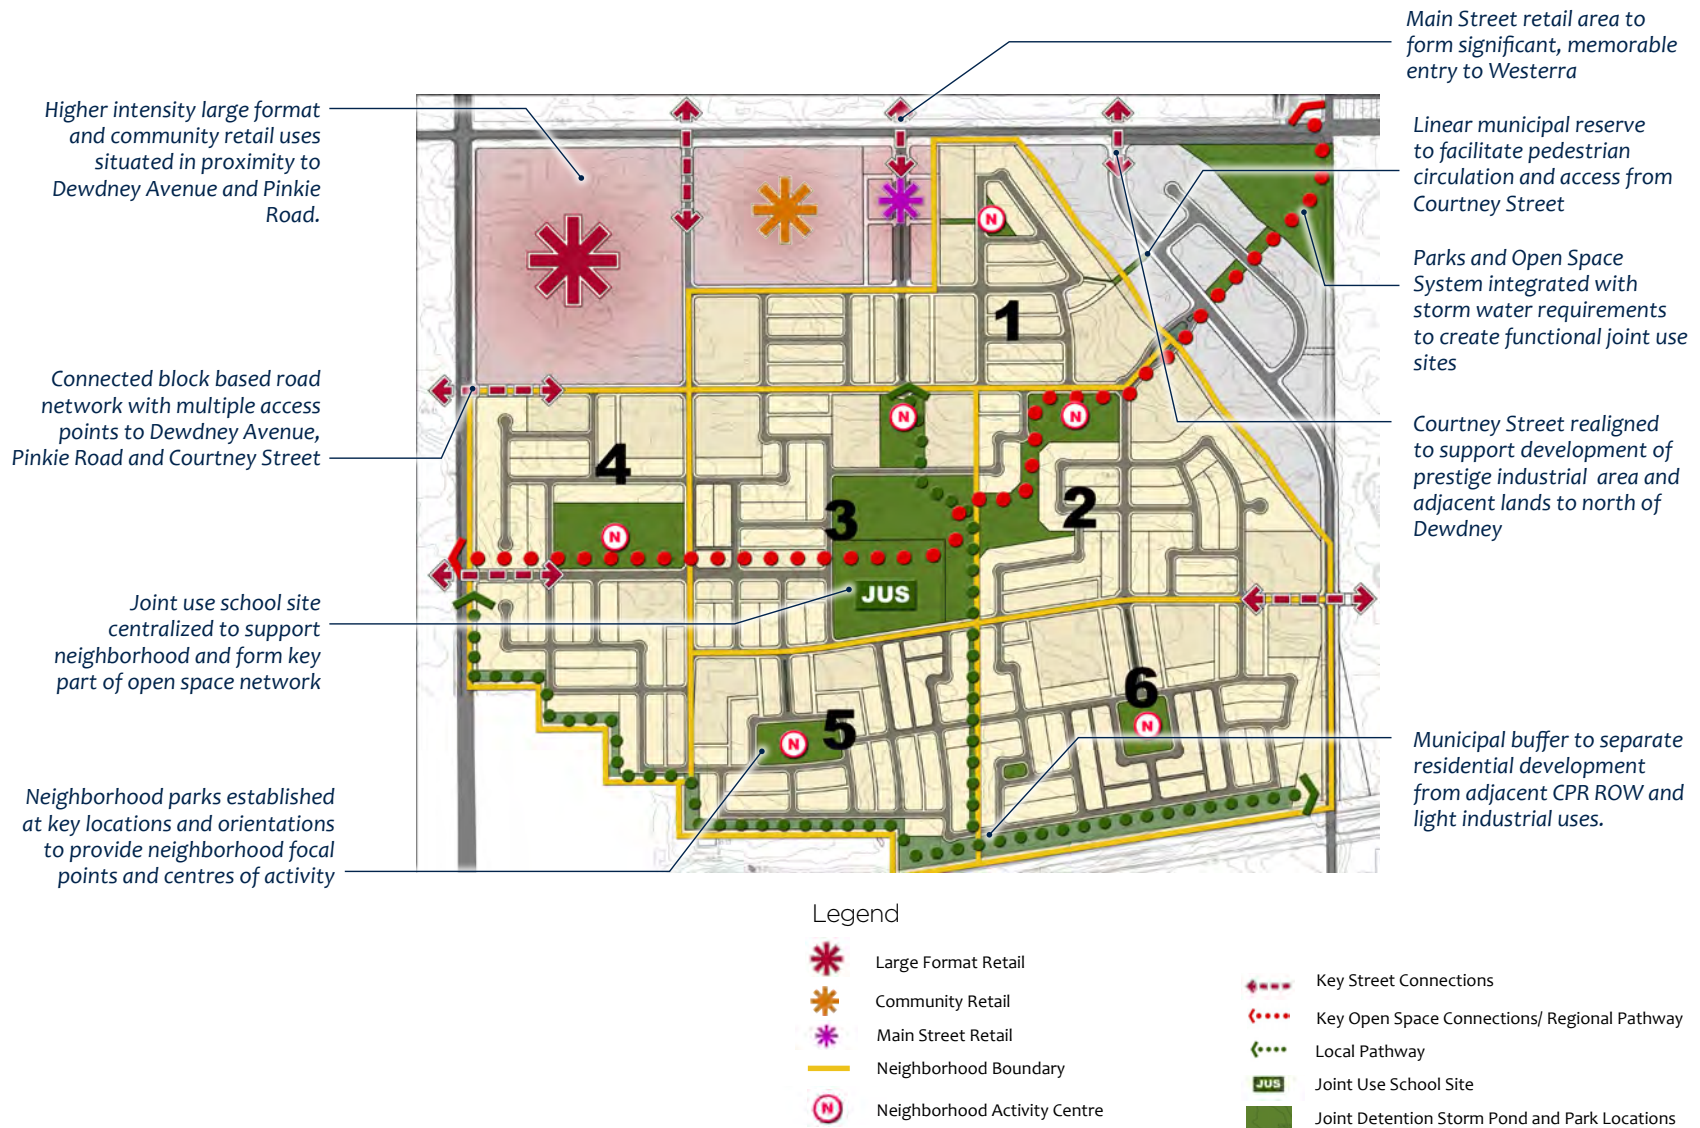 Main Street retail area to
form significant, memorable
entry to Westerra
Higher intensity large format
and community retail uses
situated in proximity to
Dewdney Avenue and Pinkie
Road.
Linear municipal reserve
to facilitate pedestrian
circulation and access from
Courtney Street
Parks and Open Space
System integrated with
storm water requirements
to create functional joint use
sites
Connected block based road
network with multiple access
points to Dewdney Avenue,
Pinkie Road and Courtney Street
Courtney Street realigned
to support development of
prestige industrial area and
adjacent lands to north of
Dewdney
Joint use school site
centralized to support
neighborhood and form key
part of open space network
Municipal buffer to separate
residential development
from adjacent CPR ROW and
light industrial uses.
Neighborhood parks established
at key locations and orientations
to provide neighborhood focal
points and centres of activity
N
1
N
N
4
2
3
N
JUS
6
5
N
N
Legend
Large Format Retail
Community Retail
Main Street Retail
Neighborhood Boundary
N
Neighborhood Activity Centre
Key Street Connections
Key Open Space Connections/ Regional Pathway
Local Pathway
JUS
Joint Use School Site
Joint Detention Storm Pond and Park Locations